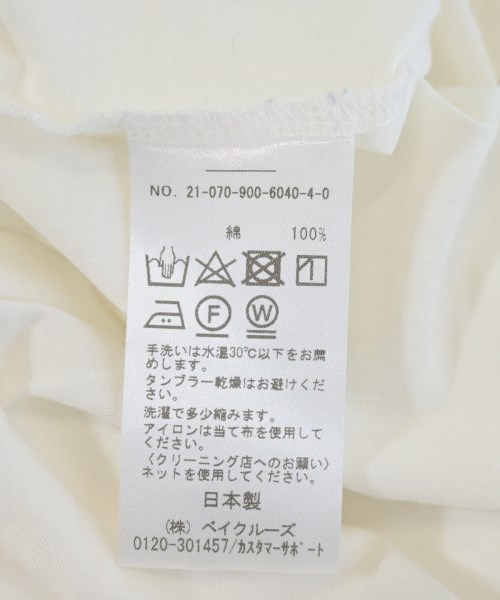 NO. 21-070-900-6040-4-0
綿 100%
F W
手洗いは水温30℃以下をお薦
めします。
タンブラー乾燥はお避けくだ
さい。
洗濯で多少縮みます。
アイロンは当て布を使用して
ください。
〈クリーニング店へのお願い〉
ネットを使用してください。
日本製
(株) ベイクルーズ
0120-301457/カスタマーサポート